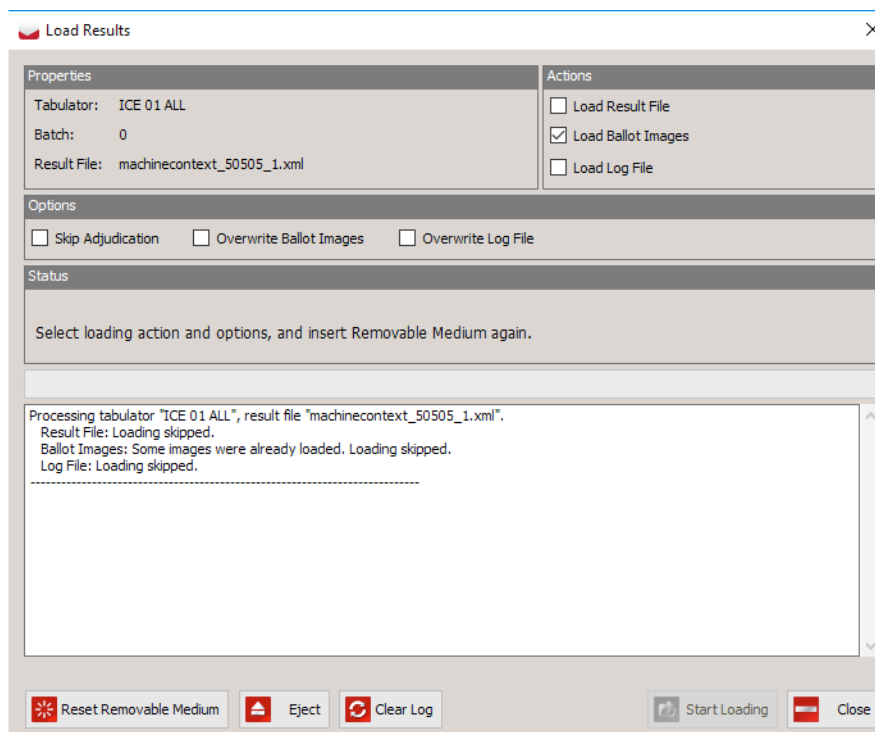 Load Results
Properties
Tabulator: ICE 01 ALL
Batch: 0
Result File: machinecontext_50505_1.xml
Actions
Load Result File
Load Ballot Images
Load Log File
Options
Skip Adjudication Overwrite Ballot Images Overwrite Log File
Status
Select loading action and options, and insert Removable Medium again.
Processing tabulator "ICE 01 ALL", result file "machinecontext_50505_1.xml".
Result File: Loading skipped.
Ballot Images: Some images were already loaded. Loading skipped.
Log File: Loading skipped.
--------------------------------------------------------------------------------
Reset Removable Medium Eject Clear Log Start Loading Close